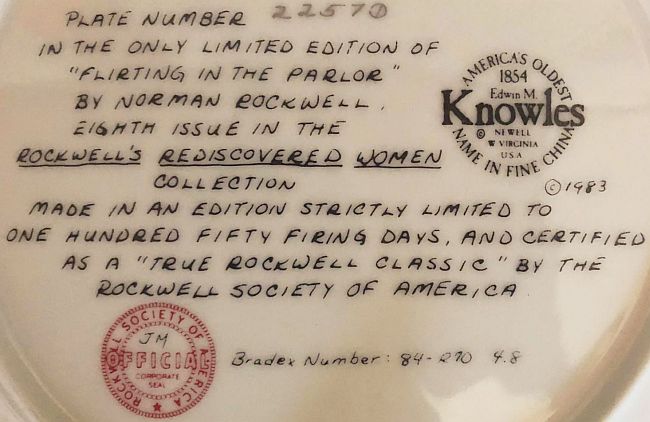 PLATE NUMBER 22570
IN THE ONLY LIMITED EDITION OF
"FLIRTING IN THE PARLOR"
BY NORMAN ROCKWELL,
EIGHTH ISSUE IN THE
ROCKWELL'S REDISCOVERED WOMEN
COLLECTION
MADE IN AN EDITION STRICTLY LIMITED TO
ONE HUNDRED FIFTY FIRING DAYS, AND CERTIFIED
AS A "TRUE ROCKWELL CLASSIC" BY THE
ROCKWELL SOCIETY OF AMERICA
AMERICA'S OLDEST
1854
Edwin M.
Knowles
© NEWELL
W VIRGINIA
USA
NAME IN FINE CHINA
© 1983
ROCKWELL SOCIETY OF AMERICA
JM
OFFICIAL
CORPORATE
SEAL
Bradex Number: 84-R70 4.8